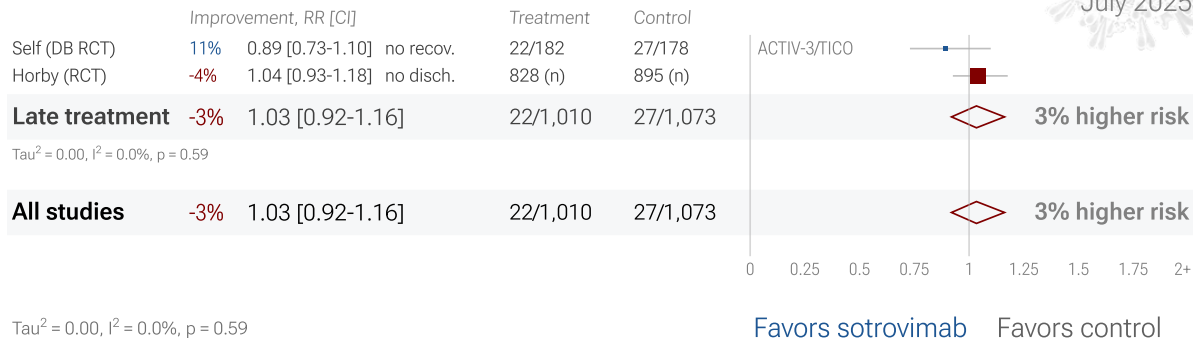 July 2025
Improvement, RR [CI] Treatment Control
Self (DB RCT) 11% 0.89 [0.73-1.10] no recov. 22/182 27/178 ACTIV-3/TICO
Horby (RCT) -4% 1.04 [0.93-1.18] no disch. 828 (n) 895 (n)
Late treatment -3% 1.03 [0.92-1.16] 22/1,010 27/1,073 3% higher risk
Tau² = 0.00, I² = 0.0%, p = 0.59
All studies -3% 1.03 [0.92-1.16] 22/1,010 27/1,073 3% higher risk
0 0.25 0.5 0.75 1 1.25 1.5 1.75 2+
Tau² = 0.00, I² = 0.0%, p = 0.59 Favors sotrovimab Favors control